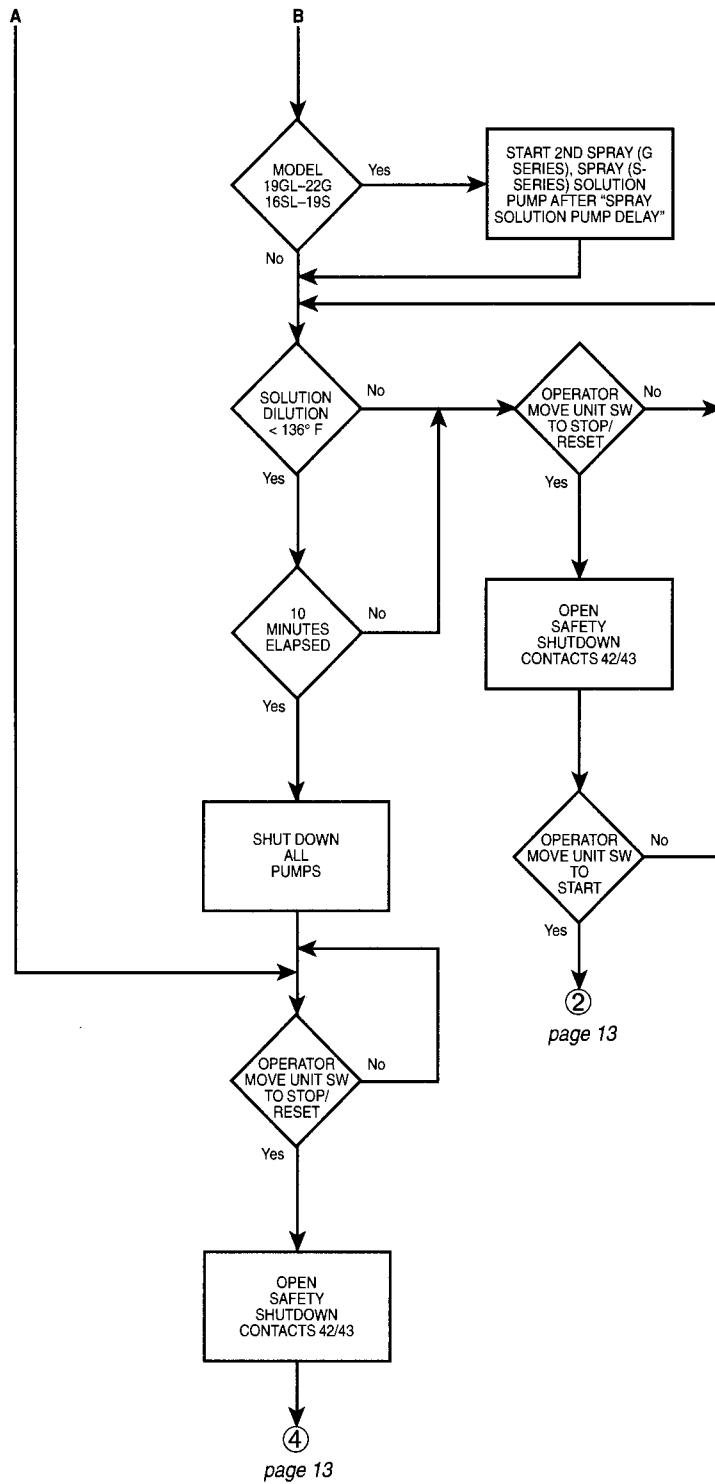 A
B
MODEL
19GL–22G
16SL–19S
Yes
START 2ND SPRAY (G
SERIES), SPRAY (S-
SERIES) SOLUTION
PUMP AFTER “SPRAY
SOLUTION PUMP DELAY”
No
SOLUTION
DILUTION
< 136° F
No
OPERATOR
MOVE UNIT SW
TO STOP/
RESET
No
Yes
Yes
10
MINUTES
ELAPSED
No
OPEN
SAFETY
SHUTDOWN
CONTACTS 42/43
Yes
SHUT DOWN
ALL
PUMPS
OPERATOR
MOVE UNIT SW
TO
START
No
Yes
2
page 13
OPERATOR
MOVE UNIT SW
TO STOP/
RESET
No
Yes
OPEN
SAFETY
SHUTDOWN
CONTACTS 42/43
4
page 13